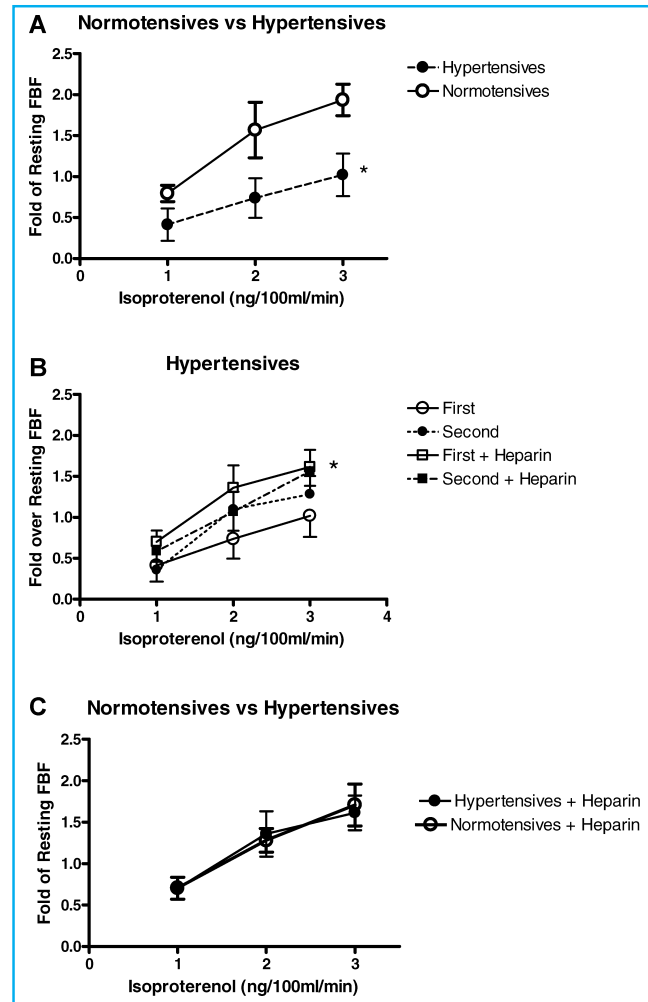 A
Normotensives vs Hypertensives
2.5
2.0
1.5
1.0
0.5
0.0
Fold of Resting FBF
0
1
2
3
Isoproterenol (ng/100ml/min)
*
Hypertensives
Normotensives
B
Hypertensives
2.5
2.0
1.5
1.0
0.5
0.0
Fold over Resting FBF
0
1
2
3
4
Isoproterenol (ng/100ml/min)
*
First
Second
First + Heparin
Second + Heparin
C
Normotensives vs Hypertensives
2.5
2.0
1.5
1.0
0.5
0.0
Fold of Resting FBF
0
1
2
3
Isoproterenol (ng/100ml/min)
Hypertensives + Heparin
Normotensives + Heparin